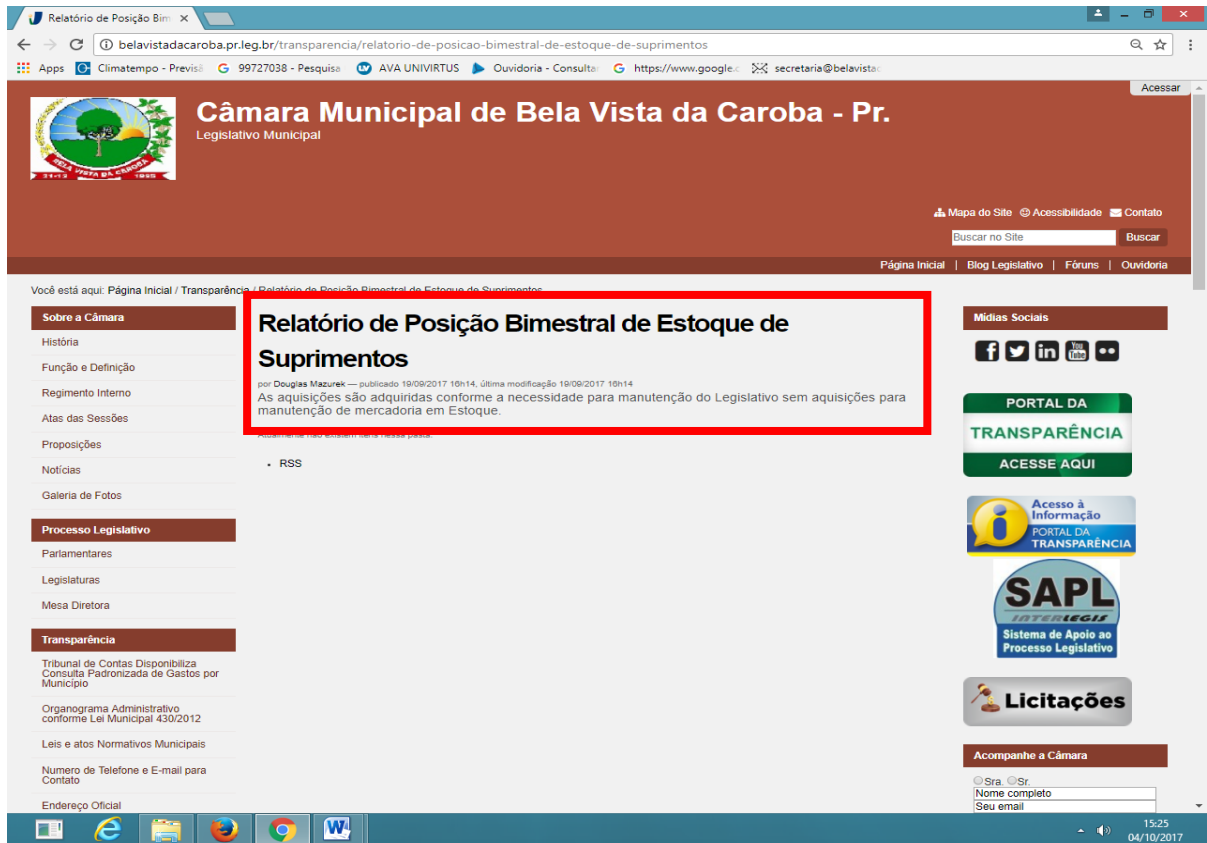 Relatório de Posição Bim
belavistadacaroba.pr.leg.br/transparencia/relatorio-de-posicao-bimestral-de-estoque-de-suprimentos
Apps Climatempo - Previsã 99727038 - Pesquisa AVA UNIVIRTUS Ouvidoria - Consultar https://www.google.c secretaria@belavistac
Acessar
Câmara Municipal de Bela Vista da Caroba - Pr.
Legislativo Municipal
BELA VISTA DA CAROBA
31-12 1995
Mapa do Site Acessibilidade Contato
Buscar no Site Buscar
Página Inicial | Blog Legislativo | Fóruns | Ouvidoria
Você está aqui: Página Inicial / Transparência / Relatório de Posição Bimestral de Estoque de Suprimentos
Sobre a Câmara
História
Função e Definição
Regimento Interno
Atas das Sessões
Proposições
Notícias
Galeria de Fotos
Processo Legislativo
Parlamentares
Legislaturas
Mesa Diretora
Transparência
Tribunal de Contas Disponibiliza
Consulta Padronizada de Gastos por
Município
Organograma Administrativo
conforme Lei Municipal 430/2012
Leis e atos Normativos Municipais
Numero de Telefone e E-mail para
Contato
Endereço Oficial
Relatório de Posição Bimestral de Estoque de
Suprimentos
por Douglas Mazurek — publicado 19/09/2017 16h14, última modificação 19/09/2017 16h14
As aquisições são adquiridas conforme a necessidade para manutenção do Legislativo sem aquisições para
manutenção de mercadoria em Estoque.
Atualmente não existem itens nessa pasta.
RSS
Mídias Sociais
You
Tube
PORTAL DA
TRANSPARÊNCIA
ACESSE AQUI
Acesso à
Informação
PORTAL DA
TRANSPARÊNCIA
SAPL
INTERLEGIS
Sistema de Apoio ao
Processo Legislativo
Licitações
Acompanhe a Câmara
Sra. Sr.
Nome completo
Seu email
15:25
04/10/2017